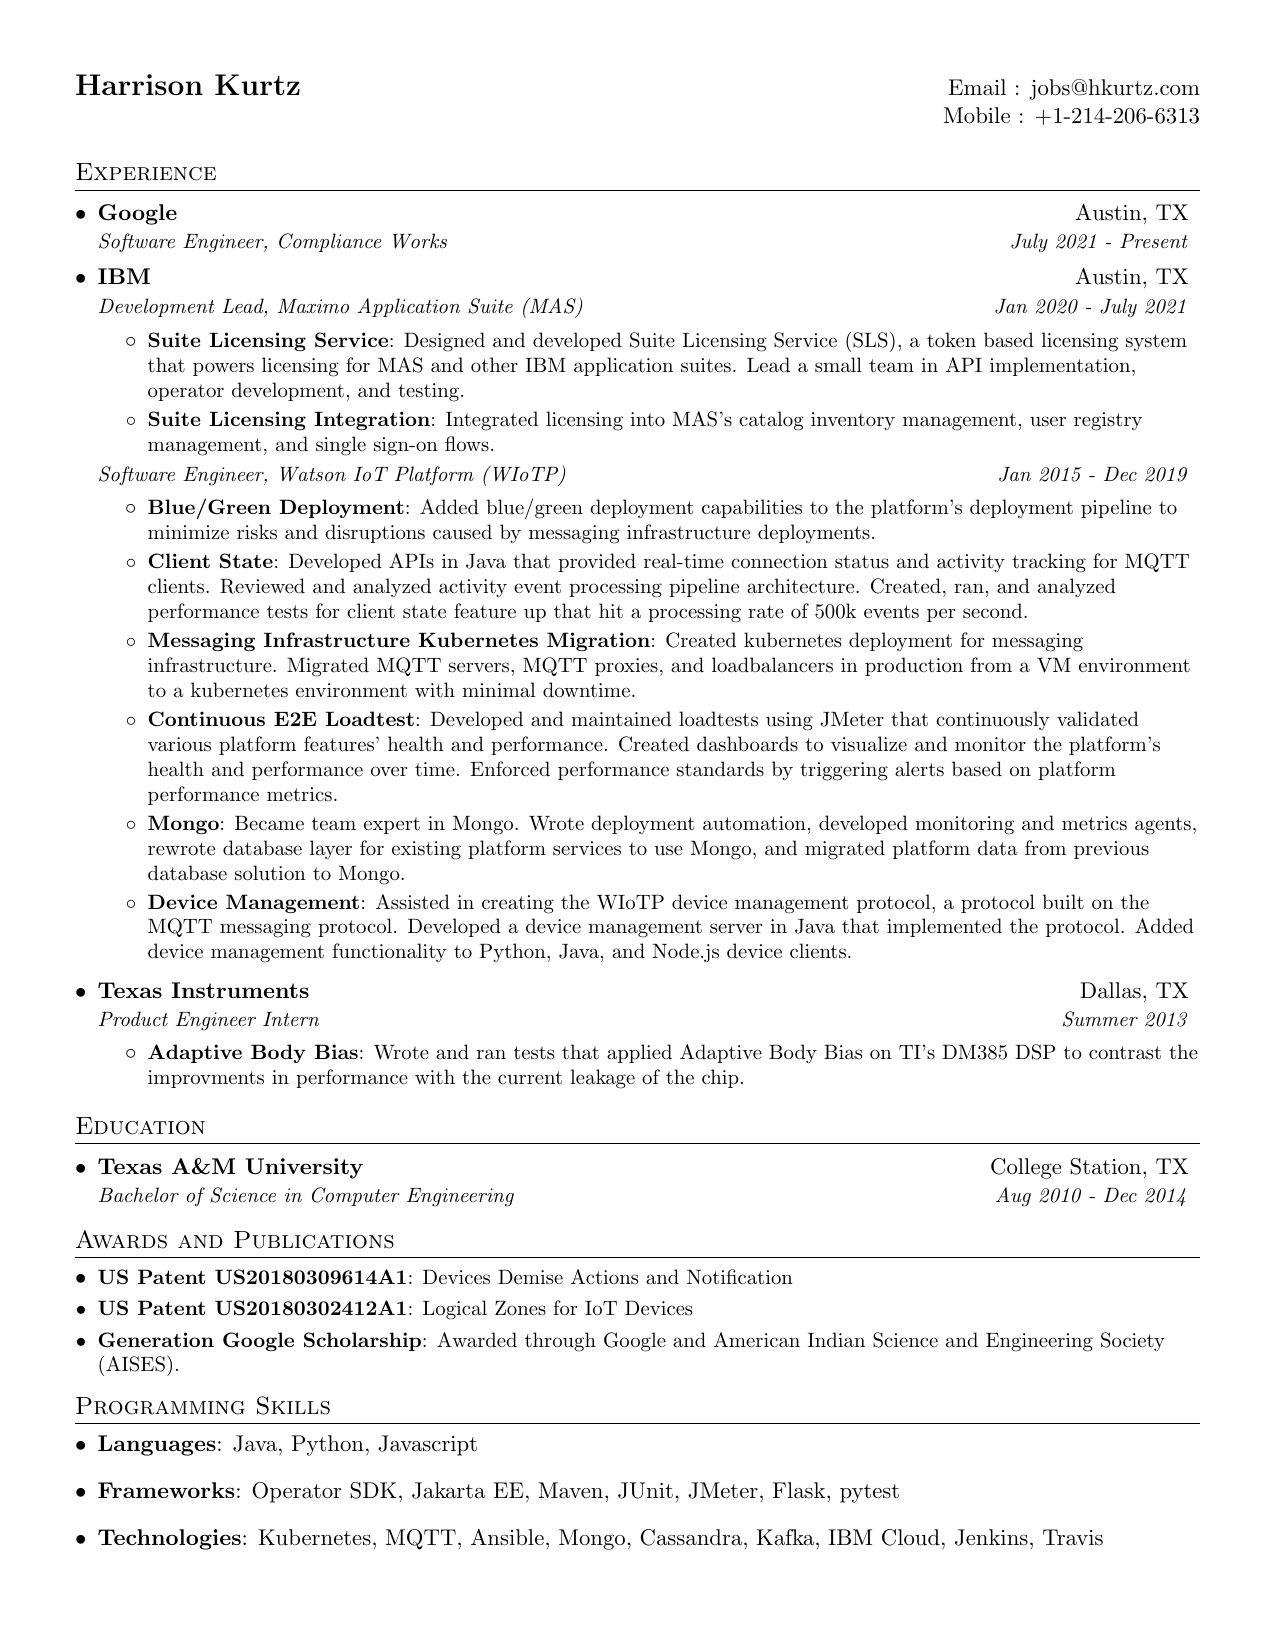 Harrison Kurtz
Email : jobs@hkurtz.com
Mobile : +1-214-206-6313
Experience
• Google Austin, TX
Software Engineer, Compliance Works July 2021 - Present
• IBM Austin, TX
Development Lead, Maximo Application Suite (MAS) Jan 2020 - July 2021
◦ Suite Licensing Service: Designed and developed Suite Licensing Service (SLS), a token based licensing system
that powers licensing for MAS and other IBM application suites. Lead a small team in API implementation,
operator development, and testing.
◦ Suite Licensing Integration: Integrated licensing into MAS's catalog inventory management, user registry
management, and single sign-on flows.
Software Engineer, Watson IoT Platform (WIoTP) Jan 2015 - Dec 2019
◦ Blue/Green Deployment: Added blue/green deployment capabilities to the platform's deployment pipeline to
minimize risks and disruptions caused by messaging infrastructure deployments.
◦ Client State: Developed APIs in Java that provided real-time connection status and activity tracking for MQTT
clients. Reviewed and analyzed activity event processing pipeline architecture. Created, ran, and analyzed
performance tests for client state feature up that hit a processing rate of 500k events per second.
◦ Messaging Infrastructure Kubernetes Migration: Created kubernetes deployment for messaging
infrastructure. Migrated MQTT servers, MQTT proxies, and loadbalancers in production from a VM environment
to a kubernetes environment with minimal downtime.
◦ Continuous E2E Loadtest: Developed and maintained loadtests using JMeter that continuously validated
various platform features' health and performance. Created dashboards to visualize and monitor the platform's
health and performance over time. Enforced performance standards by triggering alerts based on platform
performance metrics.
◦ Mongo: Became team expert in Mongo. Wrote deployment automation, developed monitoring and metrics agents,
rewrote database layer for existing platform services to use Mongo, and migrated platform data from previous
database solution to Mongo.
◦ Device Management: Assisted in creating the WIoTP device management protocol, a protocol built on the
MQTT messaging protocol. Developed a device management server in Java that implemented the protocol. Added
device management functionality to Python, Java, and Node.js device clients.
• Texas Instruments Dallas, TX
Product Engineer Intern Summer 2013
◦ Adaptive Body Bias: Wrote and ran tests that applied Adaptive Body Bias on TI's DM385 DSP to contrast the
improvments in performance with the current leakage of the chip.
Education
• Texas A&M University College Station, TX
Bachelor of Science in Computer Engineering Aug 2010 - Dec 2014
Awards and Publications
• US Patent US20180309614A1: Devices Demise Actions and Notification
• US Patent US20180302412A1: Logical Zones for IoT Devices
• Generation Google Scholarship: Awarded through Google and American Indian Science and Engineering Society
(AISES).
Programming Skills
• Languages: Java, Python, Javascript
• Frameworks: Operator SDK, Jakarta EE, Maven, JUnit, JMeter, Flask, pytest
• Technologies: Kubernetes, MQTT, Ansible, Mongo, Cassandra, Kafka, IBM Cloud, Jenkins, Travis